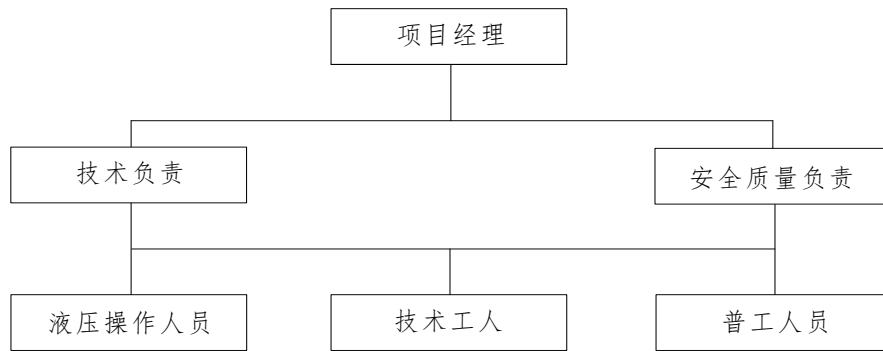 项目经理
技术负责
安全质量负责
液压操作人员
技术工人
普工人员